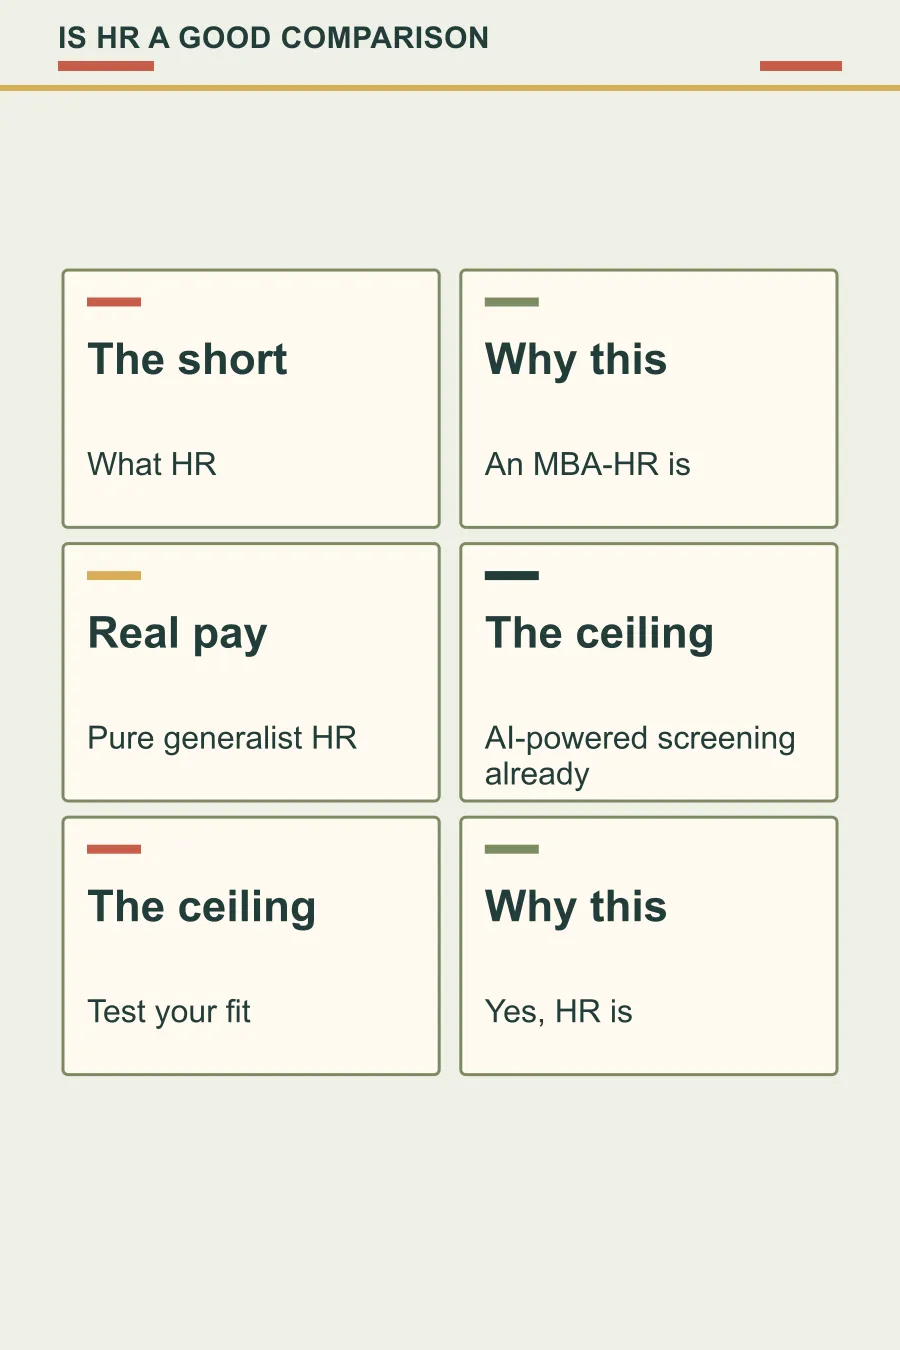 IS HR A GOOD COMPARISON
The short
What HR
Why this
An MBA-HR is
Real pay
Pure generalist HR
The ceiling
AI-powered screening
already
The ceiling
Test your fit
Why this
Yes, HR is